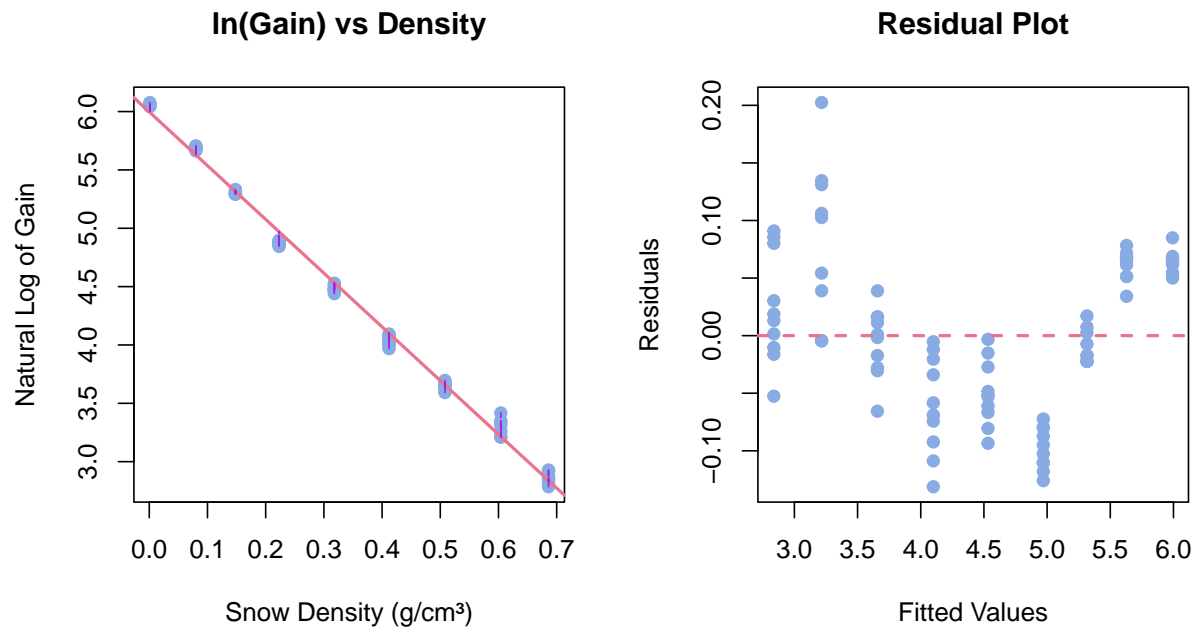 ln(Gain) vs Density
Natural Log of Gain
6.0
5.5
5.0
4.5
4.0
3.5
3.0
0.0 0.1 0.2 0.3 0.4 0.5 0.6 0.7
Snow Density (g/cm³)
Residual Plot
Residuals
0.20
0.10
0.00
−0.10
3.0 3.5 4.0 4.5 5.0 5.5 6.0
Fitted Values